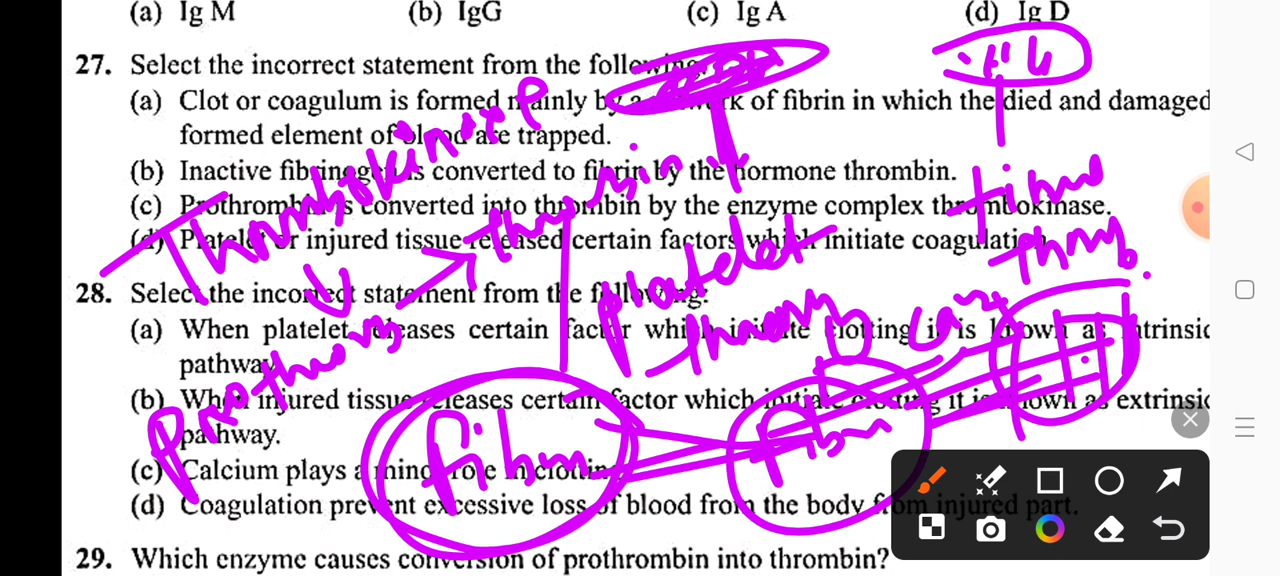 (a) Ig M (b) IgG (c) Ig A (d) Ig D
27. Select the incorrect statement from the following:
(a) Clot or coagulum is formed mainly by a of fibrin in which the died and damaged
formed element of blood are trapped.
(b) Inactive fibrinogen is converted to fibrin by the hormone thrombin.
(c) Prothrombin is converted into thrombin by the enzyme complex thrombokinase.
(d) Platelet or injured tissue released certain factors which initiate coagulation.
28. Select the incorrect statement from the following:
(a) When platelet releases certain factor which initiate clotting it is known as intrinsic
pathway.
(b) When injured tissue releases certain factor which initiate clotting it is known as extrinsic
pathway.
(c) Calcium plays a minor role in clotting
(d) Coagulation prevent excessive loss of blood from the body from injured part.
29. Which enzyme causes conversion of prothrombin into thrombin?
Thrombokinase
platelet